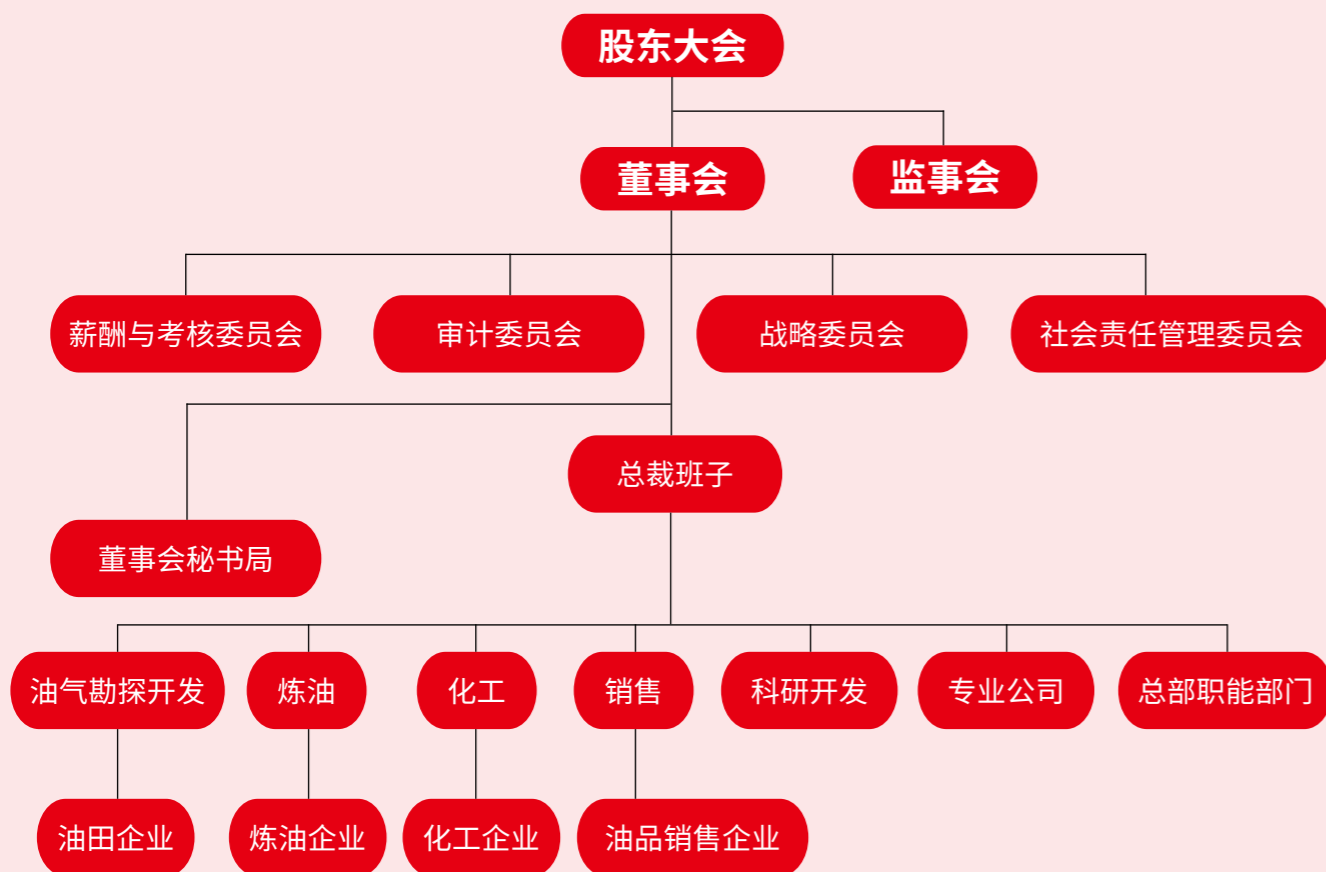 股东大会
董事会
监事会
薪酬与考核委员会
审计委员会
战略委员会
社会责任管理委员会
总裁班子
董事会秘书局
油气勘探开发
炼油
化工
销售
科研开发
专业公司
总部职能部门
油田企业
炼油企业
化工企业
油品销售企业